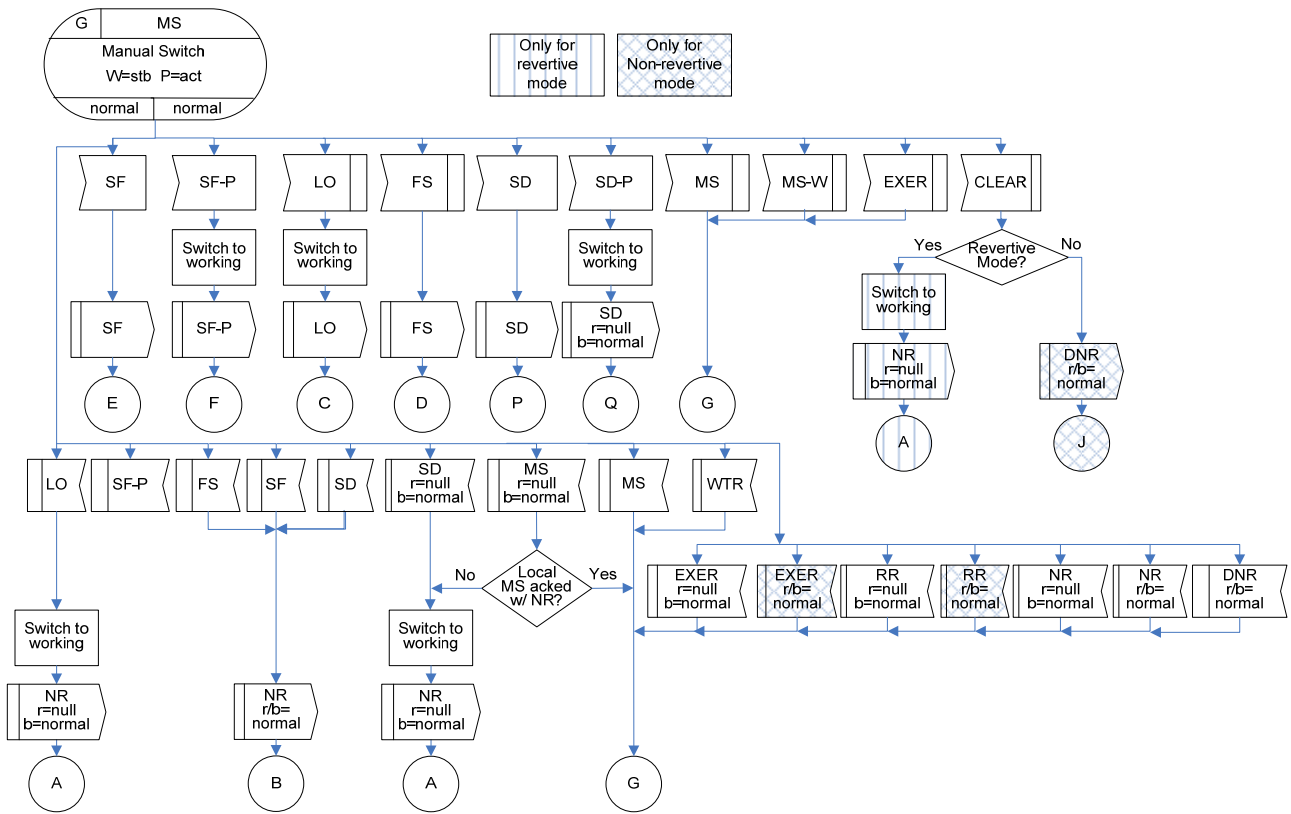 G MS
Manual Switch
W=stb P=act
normal normal
Only for
revertive
mode
Only for
Non-revertive
mode
SF
SF-P
LO
FS
SD
SD-P
MS
MS-W
EXER
CLEAR
Switch to
working
Switch to
working
Switch to
working
Yes
Revertive
Mode?
No
Switch to
working
SF
SF-P
LO
FS
SD
SD
r=null
b=normal
NR
r=null
b=normal
DNR
r/b=
normal
E
F
C
D
P
Q
G
A
J
LO
SF-P
FS
SF
SD
SD
r=null
b=normal
MS
r=null
b=normal
MS
WTR
No
Local
MS acked
w/ NR?
Yes
EXER
r=null
b=normal
EXER
r/b=
normal
RR
r=null
b=normal
RR
r/b=
normal
NR
r=null
b=normal
NR
r/b=
normal
DNR
r/b=
normal
Switch to
working
Switch to
working
NR
r=null
b=normal
NR
r/b=
normal
NR
r=null
b=normal
A
B
A
G